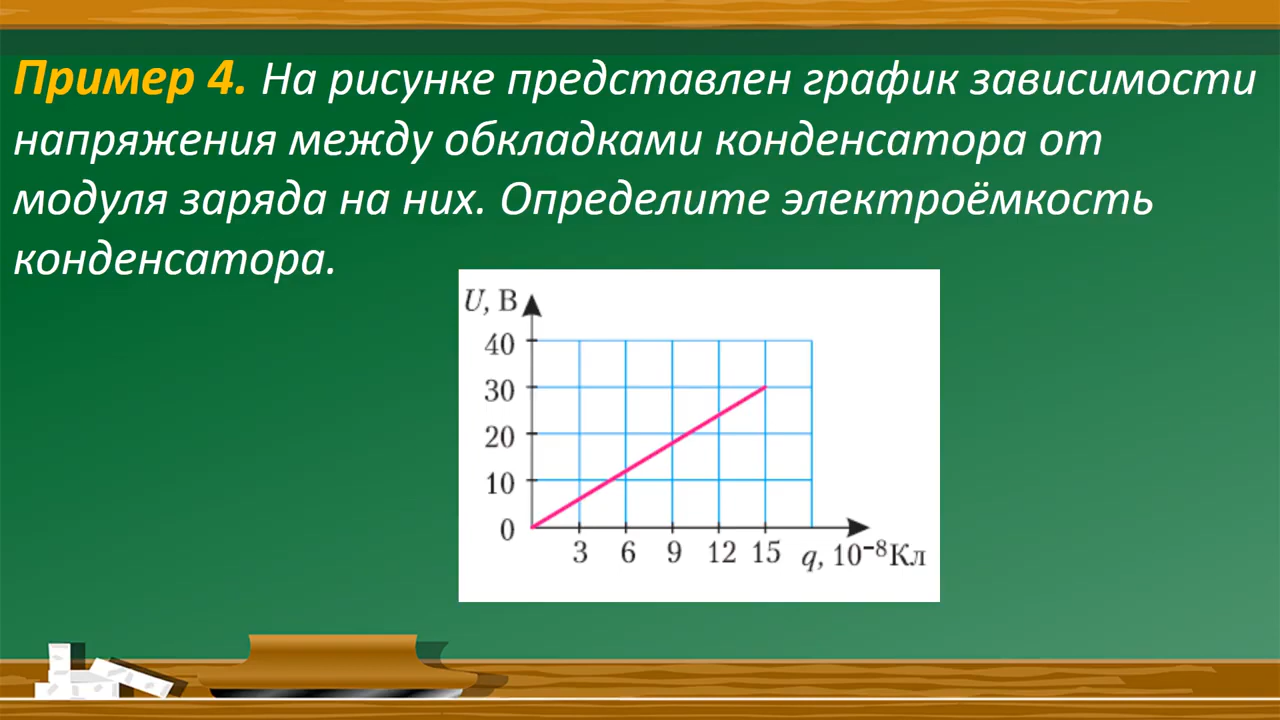 Пример 4. На рисунке представлен график зависимости
напряжения между обкладками конденсатора от
модуля заряда на них. Определите электроёмкость
конденсатора.
U, В
40
30
20
10
0
3 6 9 12 15 q, 10⁻⁸Кл